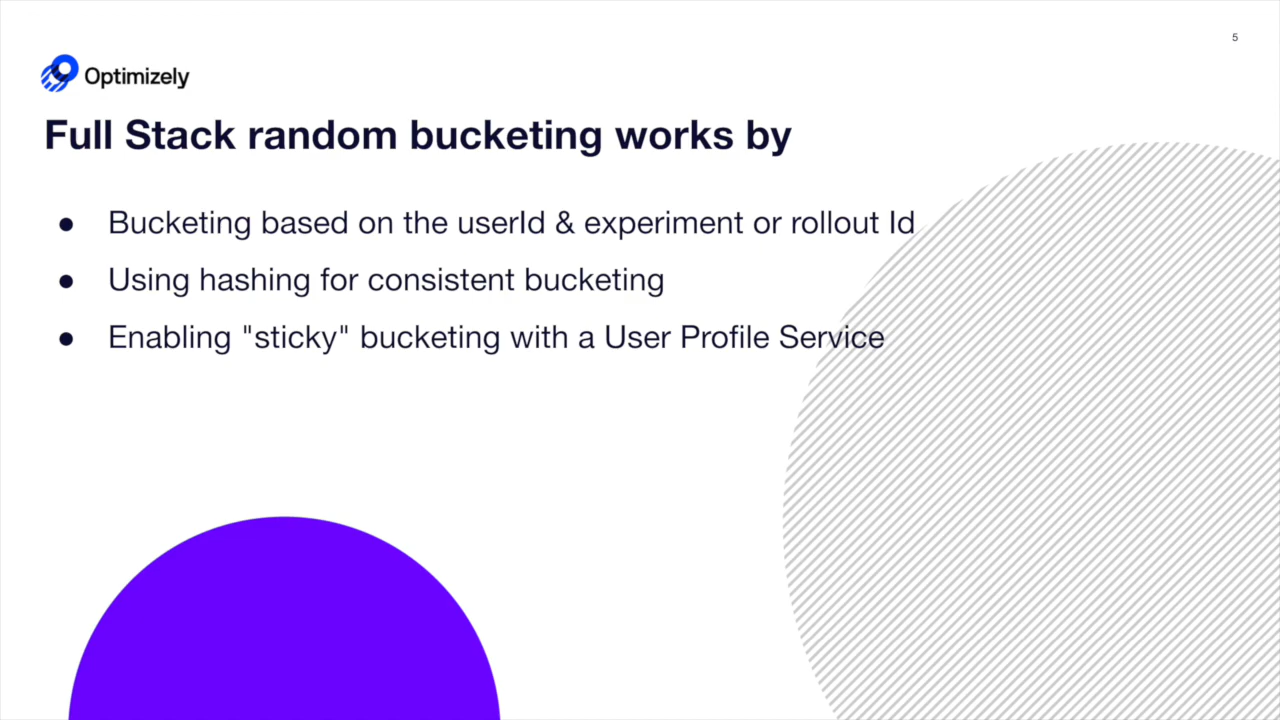 5
Optimizely
Full Stack random bucketing works by
● Bucketing based on the userId & experiment or rollout Id
● Using hashing for consistent bucketing
● Enabling "sticky" bucketing with a User Profile Service